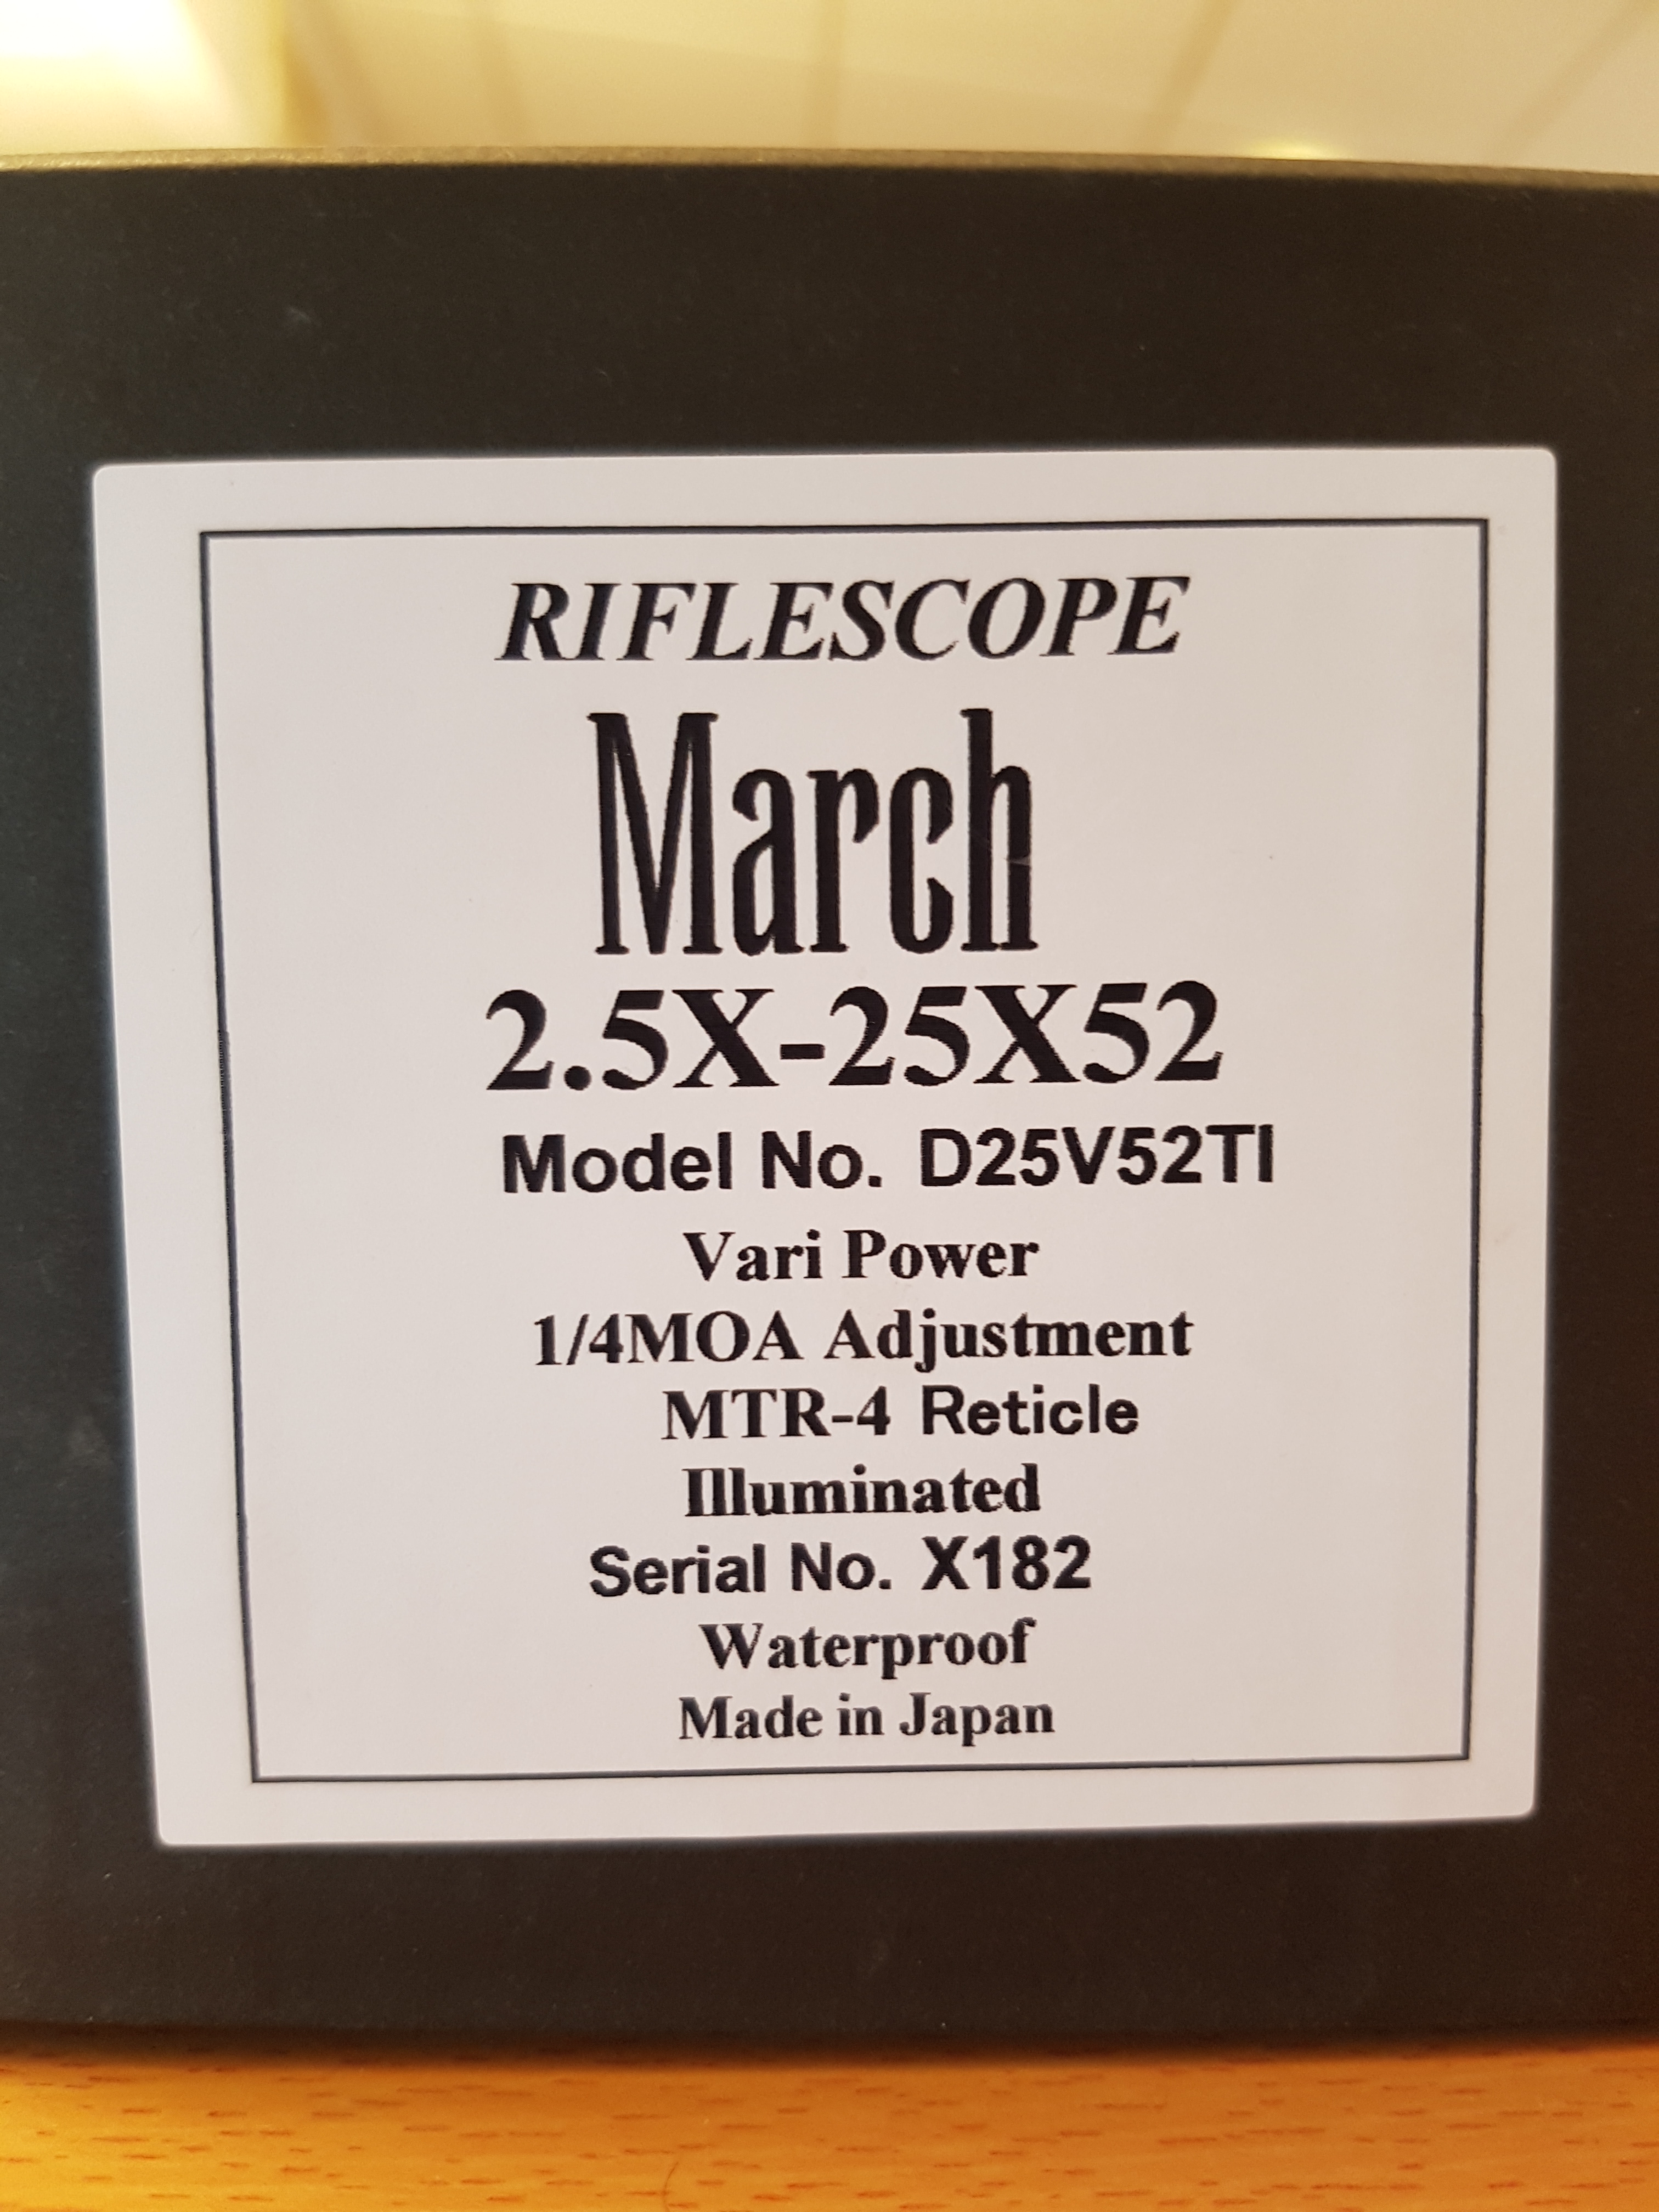 RIFLESCOPE
March
2.5X-25X52
Model No. D25V52TI
Vari Power
1/4MOA Adjustment
MTR-4 Reticle
Illuminated
Serial No. X182
Waterproof
Made in Japan